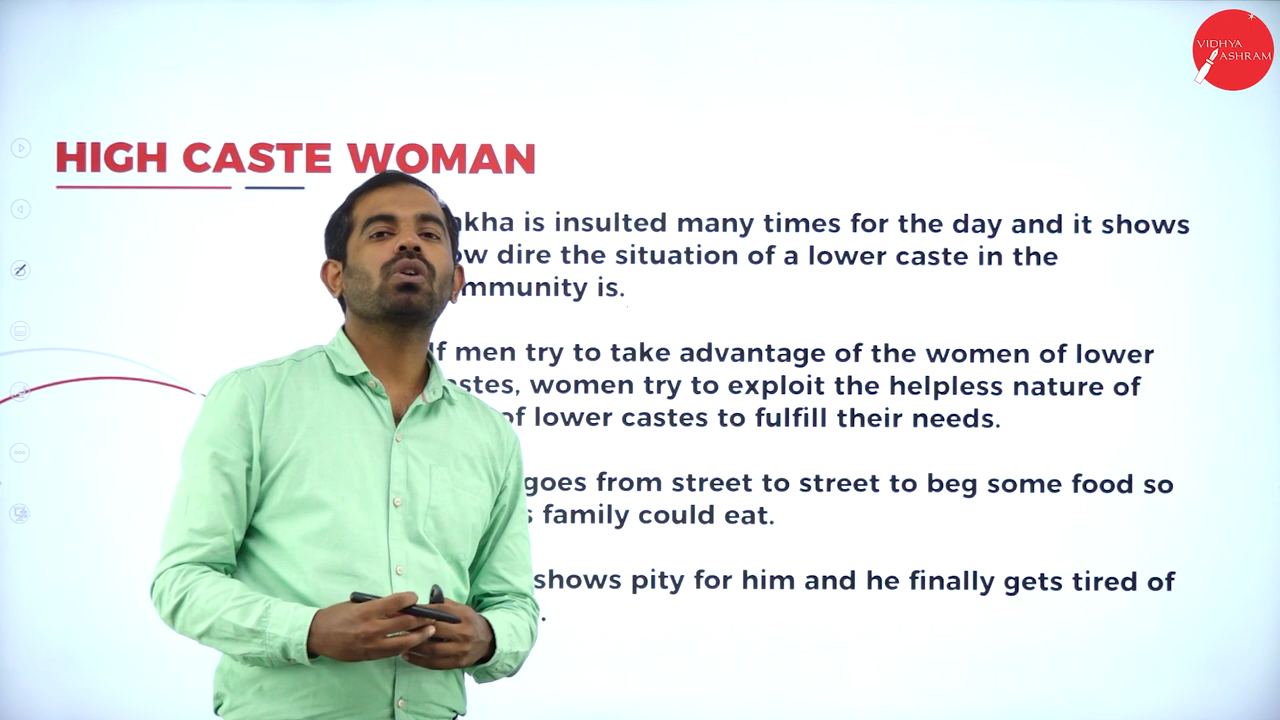 VIDHYA
ASHRAM
HIGH CASTE WOMAN
is insulted many times for the day and it shows
dire the situation of a lower caste in the
is.
If men try to take advantage of the women of lower
women try to exploit the helpless nature of
of lower castes to fulfill their needs.
goes from street to street to beg some food so
family could eat.
shows pity for him and he finally gets tired of